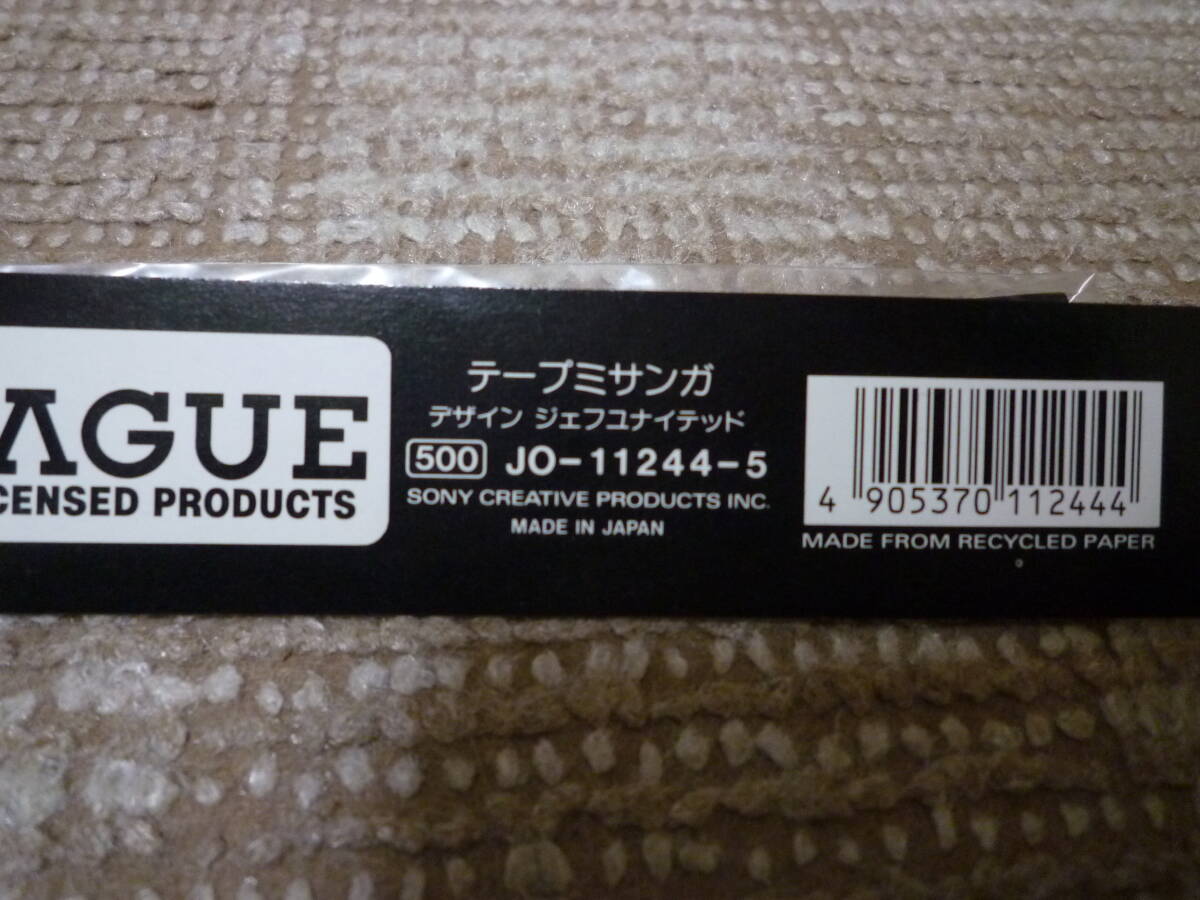 AGUE
CENSED PRODUCTS
テープミサンガ
デザイン ジェフユナイテッド
500 JO-11244-5
SONY CREATIVE PRODUCTS INC.
MADE IN JAPAN
4 905370 112444
MADE FROM RECYCLED PAPER